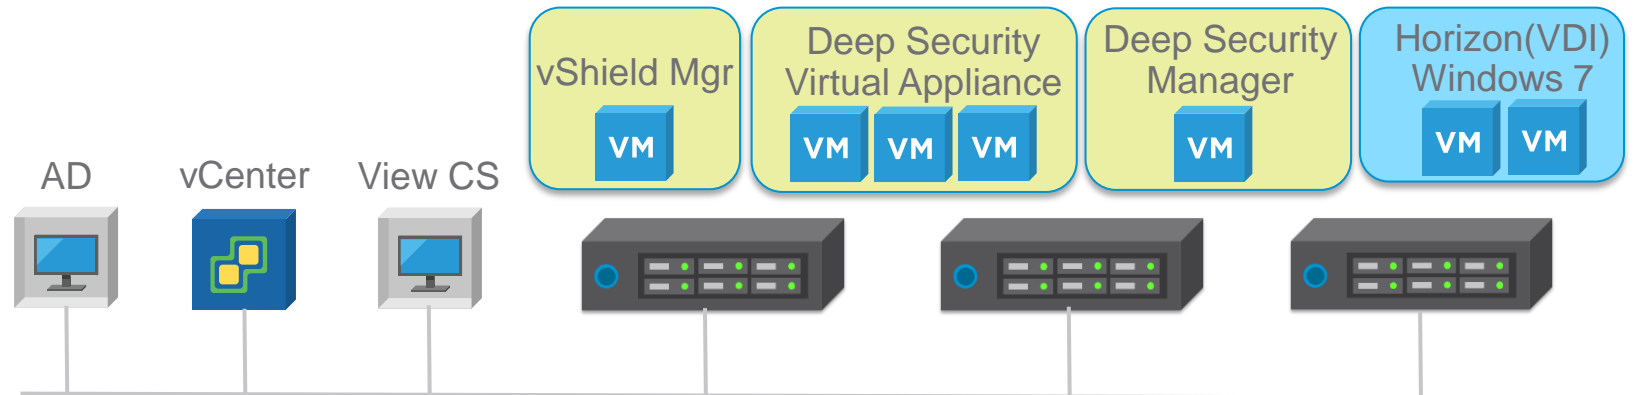 vShield Mgr
VM
Deep Security
Virtual Appliance
VM VM VM
Deep Security
Manager
VM
Horizon(VDI)
Windows 7
VM VM
AD
vCenter
View CS